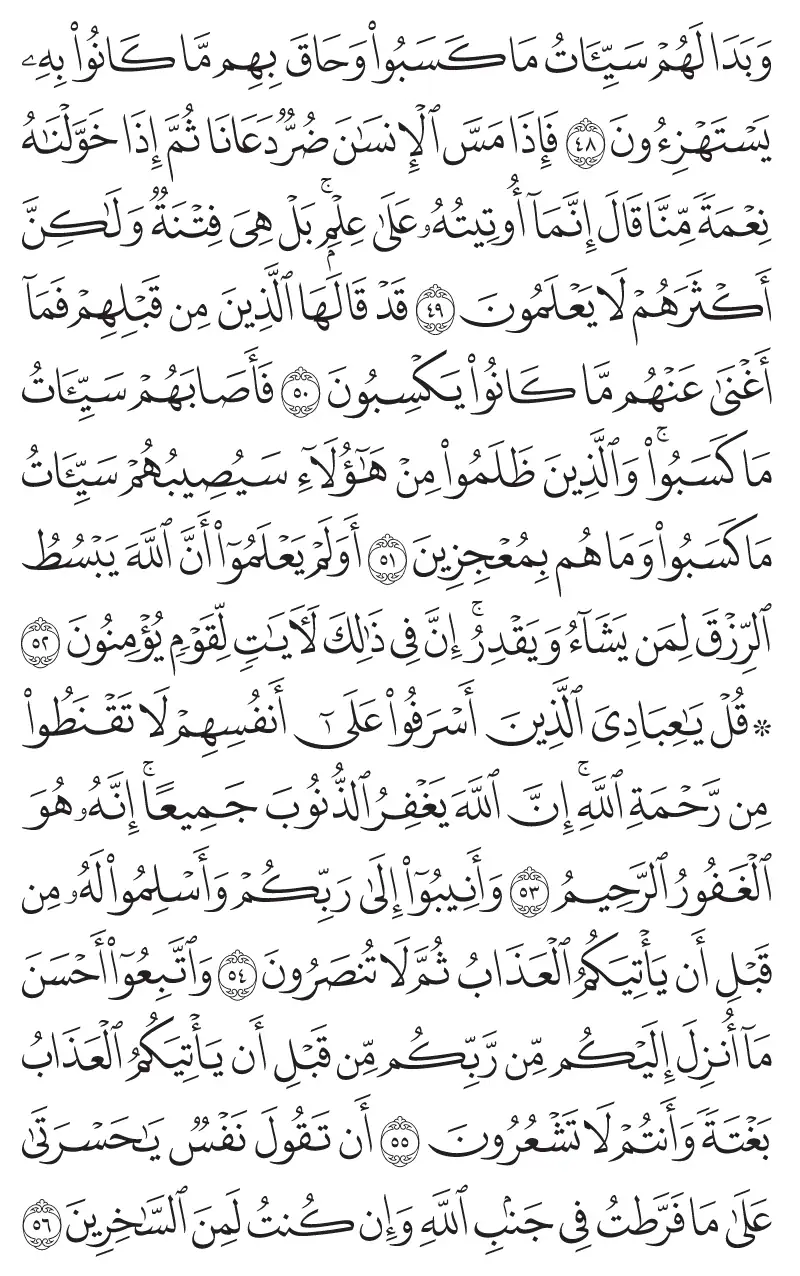 وَبَدَا لَهُمْ سَيِّـَٔاتُ مَا كَسَبُوا۟ وَحَاقَ بِهِم مَّا كَانُوا۟ بِهِۦ
يَسْتَهْزِءُونَ ٤٨ فَإِذَا مَسَّ ٱلْإِنسَـٰنَ ضُرٌّ دَعَانَا ثُمَّ إِذَا خَوَّلْنَـٰهُ
نِعْمَةً مِّنَّا قَالَ إِنَّمَآ أُوتِيتُهُۥ عَلَىٰ عِلْمٍۭ ۚ بَلْ هِىَ فِتْنَةٌ وَلَـٰكِنَّ
أَكْثَرَهُمْ لَا يَعْلَمُونَ ٤٩ قَدْ قَالَهَا ٱلَّذِينَ مِن قَبْلِهِمْ فَمَآ
أَغْنَىٰ عَنْهُم مَّا كَانُوا۟ يَكْسِبُونَ ٥٠ فَأَصَابَهُمْ سَيِّـَٔاتُ
مَا كَسَبُوا۟ ۚ وَٱلَّذِينَ ظَلَمُوا۟ مِنْ هَـٰٓؤُلَآءِ سَيُصِيبُهُمْ سَيِّـَٔاتُ
مَا كَسَبُوا۟ وَمَا هُم بِمُعْجِزِينَ ٥١ أَوَلَمْ يَعْلَمُوٓا۟ أَنَّ ٱللَّهَ يَبْسُطُ
ٱلرِّزْقَ لِمَن يَشَآءُ وَيَقْدِرُ ۚ إِنَّ فِى ذَٰلِكَ لَـَٔايَـٰتٍ لِّقَوْمٍ يُؤْمِنُونَ ٥٢
* قُلْ يَـٰعِبَادِىَ ٱلَّذِينَ أَسْرَفُوا۟ عَلَىٰٓ أَنفُسِهِمْ لَا تَقْنَطُوا۟
مِن رَّحْمَةِ ٱللَّهِ ۚ إِنَّ ٱللَّهَ يَغْفِرُ ٱلذُّنُوبَ جَمِيعًا ۚ إِنَّهُۥ هُوَ
ٱلْغَفُورُ ٱلرَّحِيمُ ٥٣ وَأَنِيبُوٓا۟ إِلَىٰ رَبِّكُمْ وَأَسْلِمُوا۟ لَهُۥ مِن
قَبْلِ أَن يَأْتِيَكُمُ ٱلْعَذَابُ ثُمَّ لَا تُنصَرُونَ ٥٤ وَٱتَّبِعُوٓا۟ أَحْسَنَ
مَآ أُنزِلَ إِلَيْكُم مِّن رَّبِّكُم مِّن قَبْلِ أَن يَأْتِيَكُمُ ٱلْعَذَابُ
بَغْتَةً وَأَنتُمْ لَا تَشْعُرُونَ ٥٥ أَن تَقُولَ نَفْسٌ يَـٰحَسْرَتَىٰ
عَلَىٰ مَا فَرَّطتُ فِى جَنۢبِ ٱللَّهِ وَإِن كُنتُ لَمِنَ ٱلسَّـٰخِرِينَ ٥٦